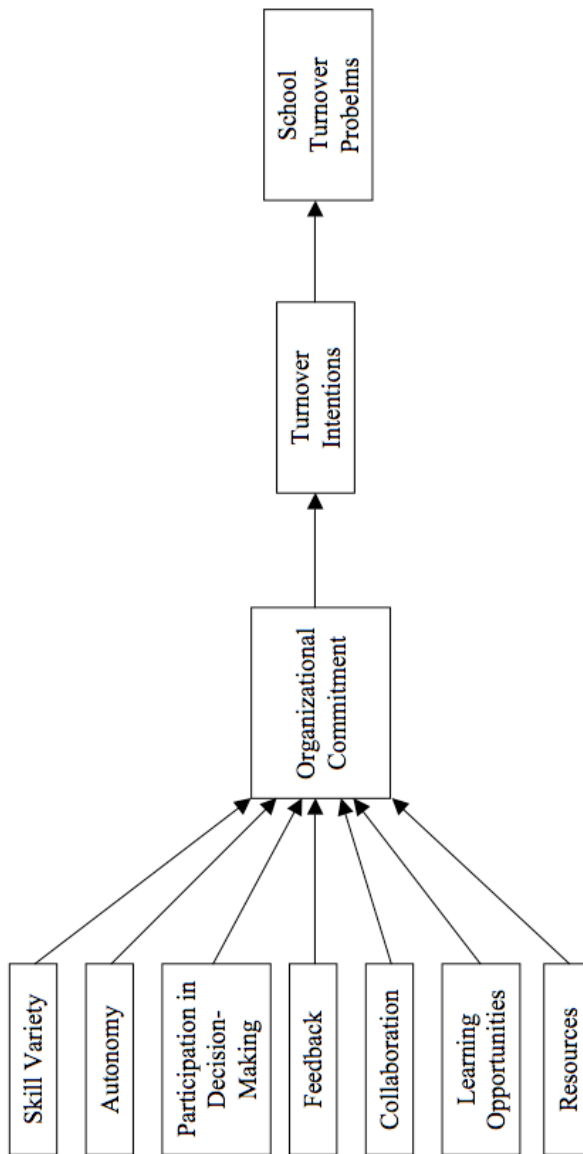 Skill Variety
Autonomy
Participation in
Decision-
Making
Feedback
Collaboration
Learning
Opportunities
Resources
Organizational
Commitment
Turnover
Intentions
School
Turnover
Probelms